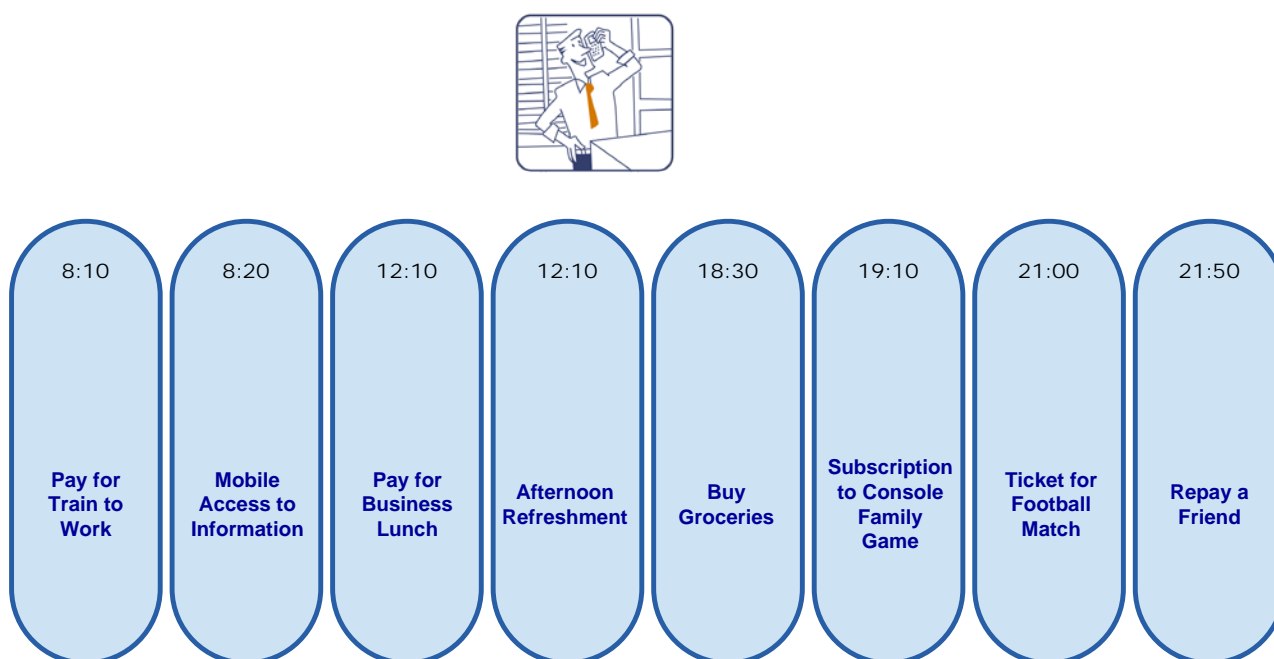 8:10
8:20
12:10
12:10
18:30
19:10
21:00
21:50
Pay for
Train to
Work
Mobile
Access to
Information
Pay for
Business
Lunch
Afternoon
Refreshment
Buy
Groceries
Subscription
to Console
Family
Game
Ticket for
Football
Match
Repay a
Friend